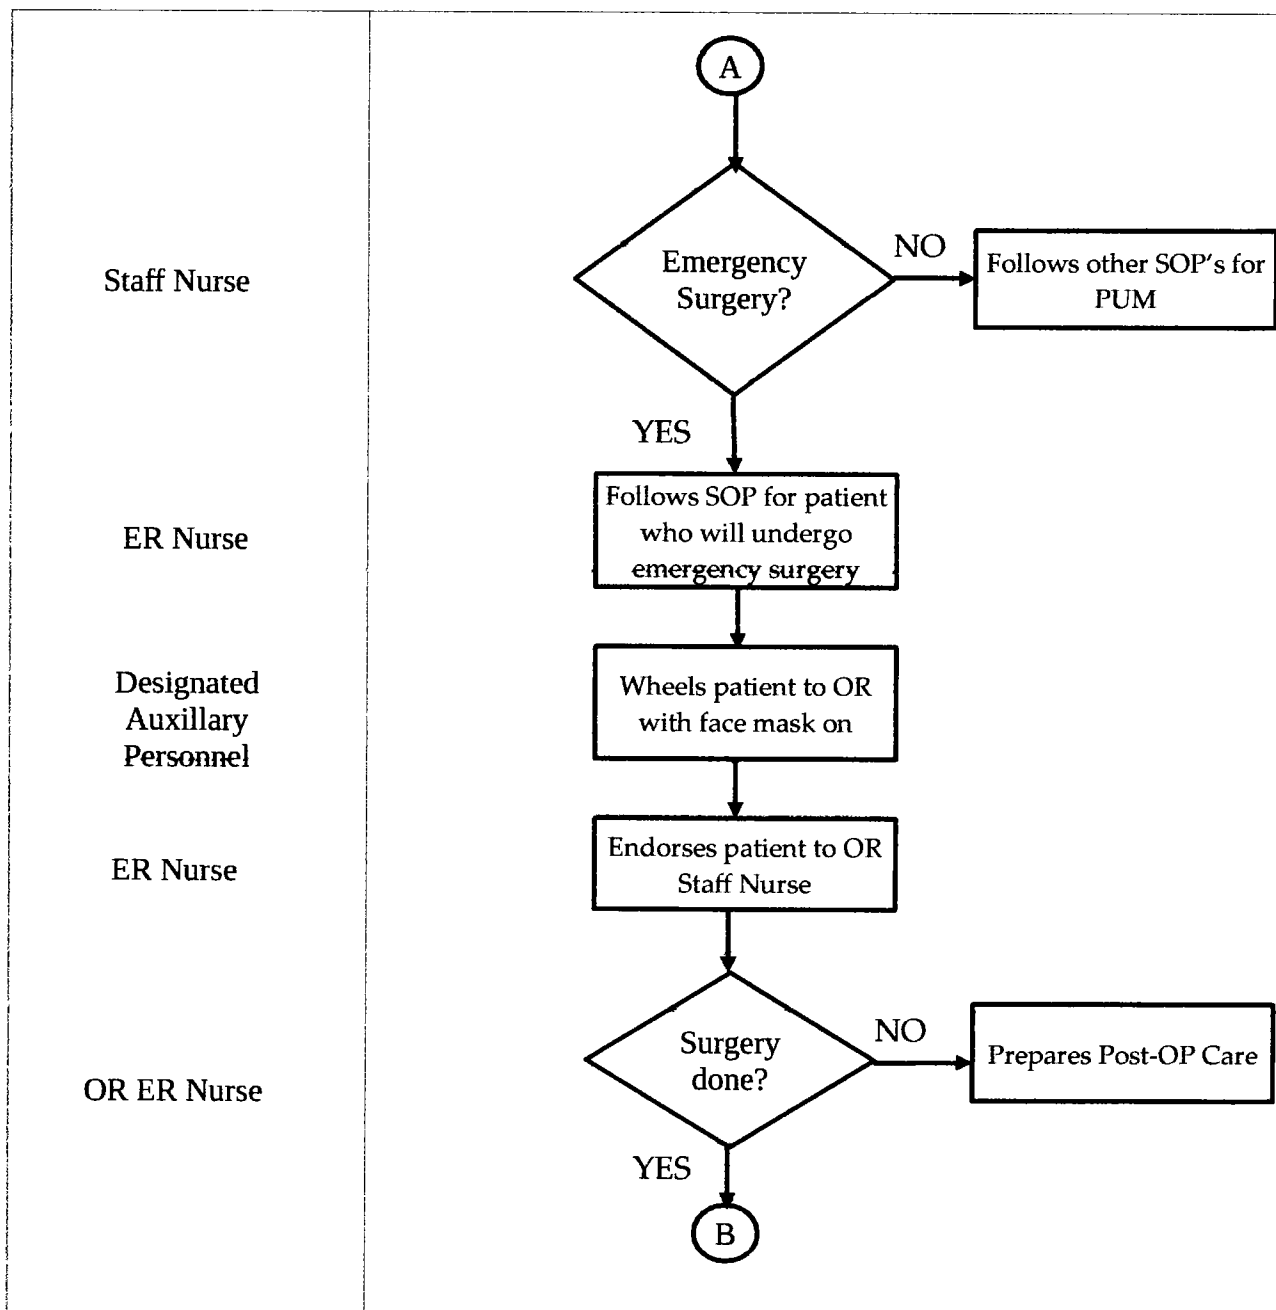 A
Staff Nurse
Emergency
Surgery?
NO
Follows other SOP's for
PUM
YES
ER Nurse
Follows SOP for patient
who will undergo
emergency surgery
Designated
Auxillary
Personnel
Wheels patient to OR
with face mask on
ER Nurse
Endorses patient to OR
Staff Nurse
OR ER Nurse
Surgery
done?
NO
Prepares Post-OP Care
YES
B